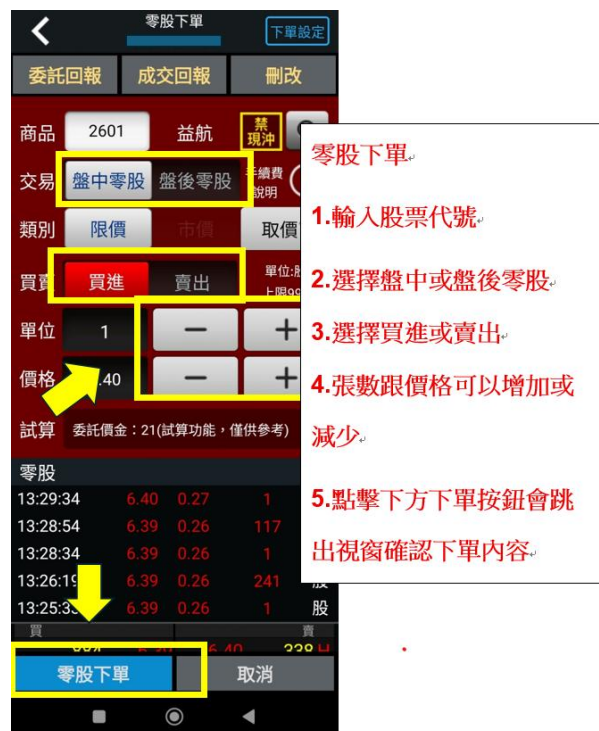 零股下單
下單設定
委託回報 成交回報 刪改
商品 2601 益航 禁現沖
交易 盤中零股 盤後零股 手續費說明
類別 限價 市價 取價
買賣 買進 賣出 單位:股
上限99
單位 1 － ＋
價格 .40 － ＋
試算 委託價金：21(試算功能，僅供參考)
零股
13:29:34 6.40 0.27 1
13:28:54 6.39 0.26 117
13:28:34 6.39 0.26 1
13:26:19 6.39 0.26 241 股
13:25:33 6.39 0.26 1 股
買 賣
338 H
零股下單 取消
零股下單
1.輸入股票代號
2.選擇盤中或盤後零股
3.選擇買進或賣出
4.張數跟價格可以增加或
減少
5.點擊下方下單按鈕會跳
出視窗確認下單內容